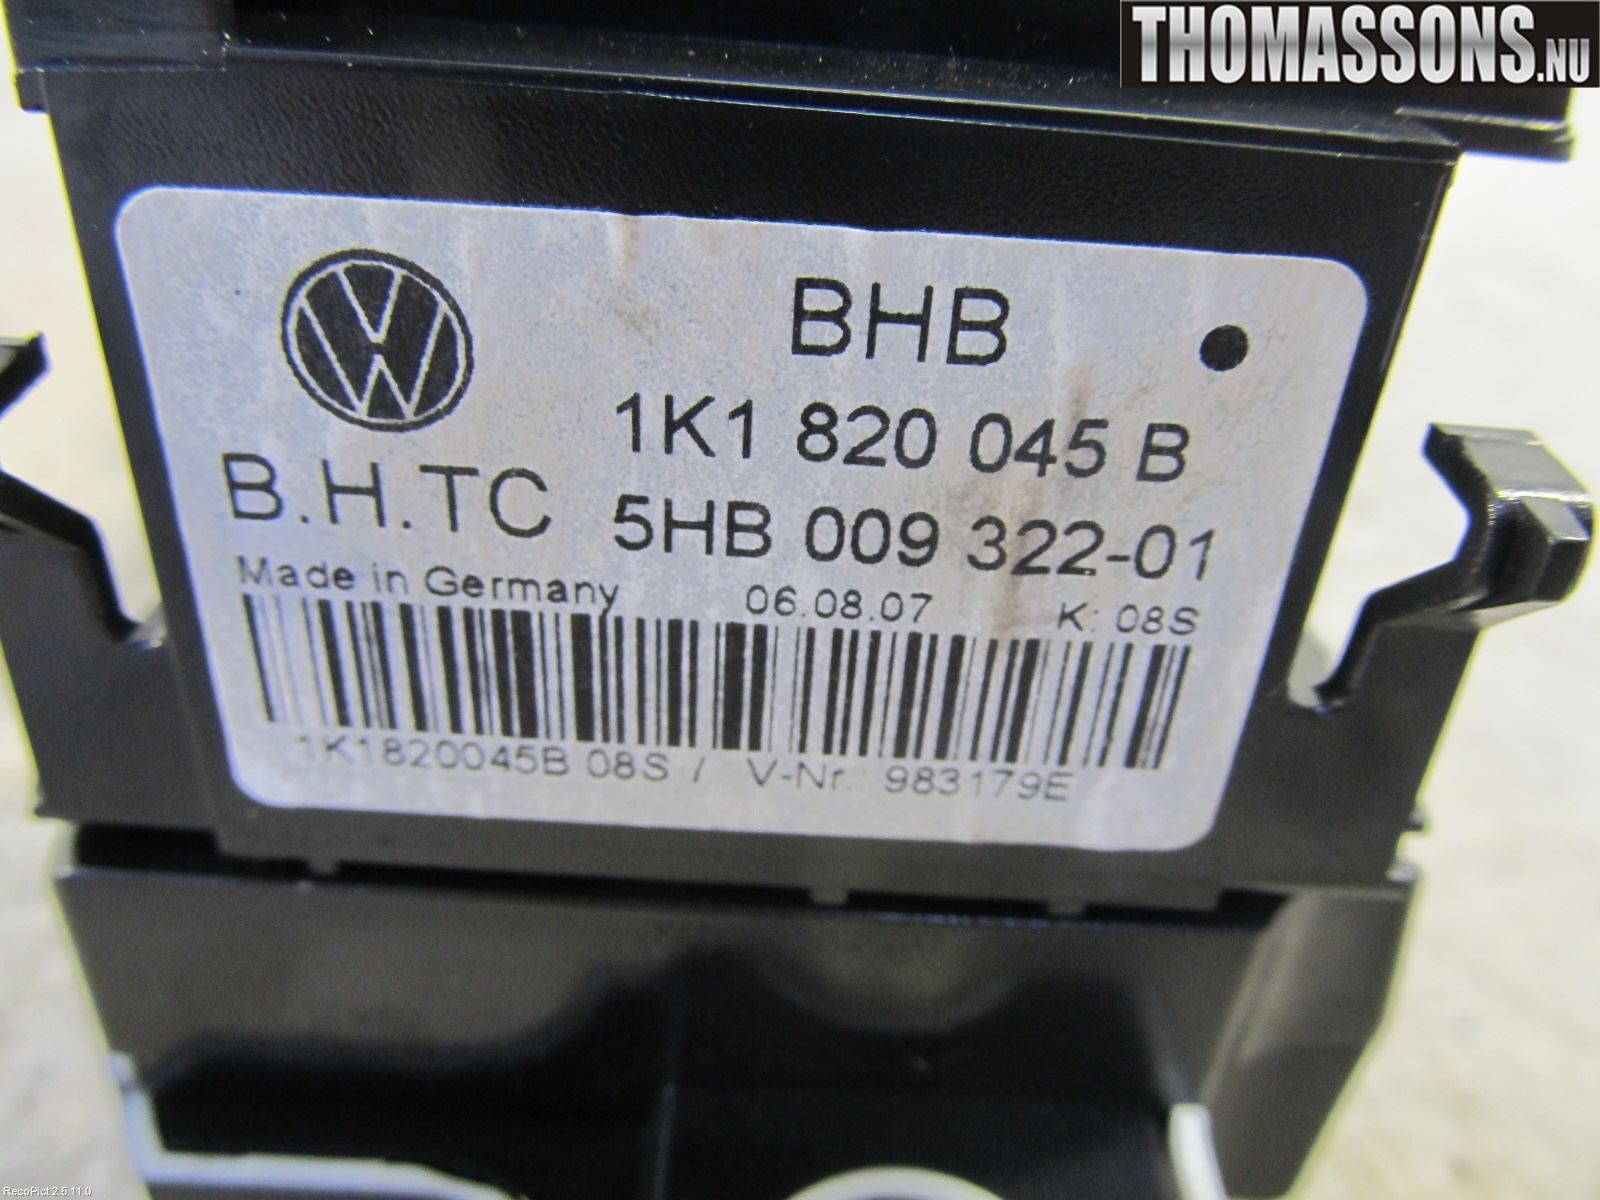 THOMASSONS.NU
BHB
1K1 820 045 B
B.H.TC 5HB 009 322-01
Made in Germany 06.08.07 K: 08S
1K1820045B 08S / V-Nr.: 983179E
RecoPict 2.5.11.0